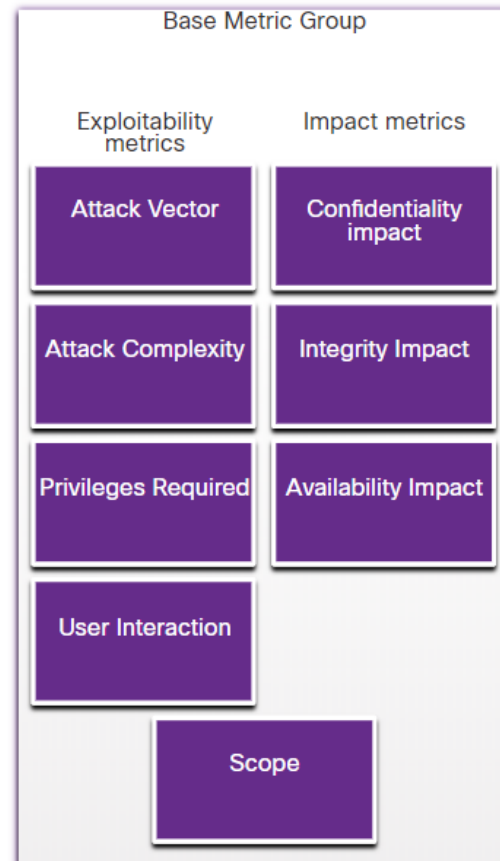 Base Metric Group
Exploitability
metrics
Impact metrics
Attack Vector
Confidentiality
impact
Attack Complexity
Integrity Impact
Privileges Required
Availability Impact
User Interaction
Scope